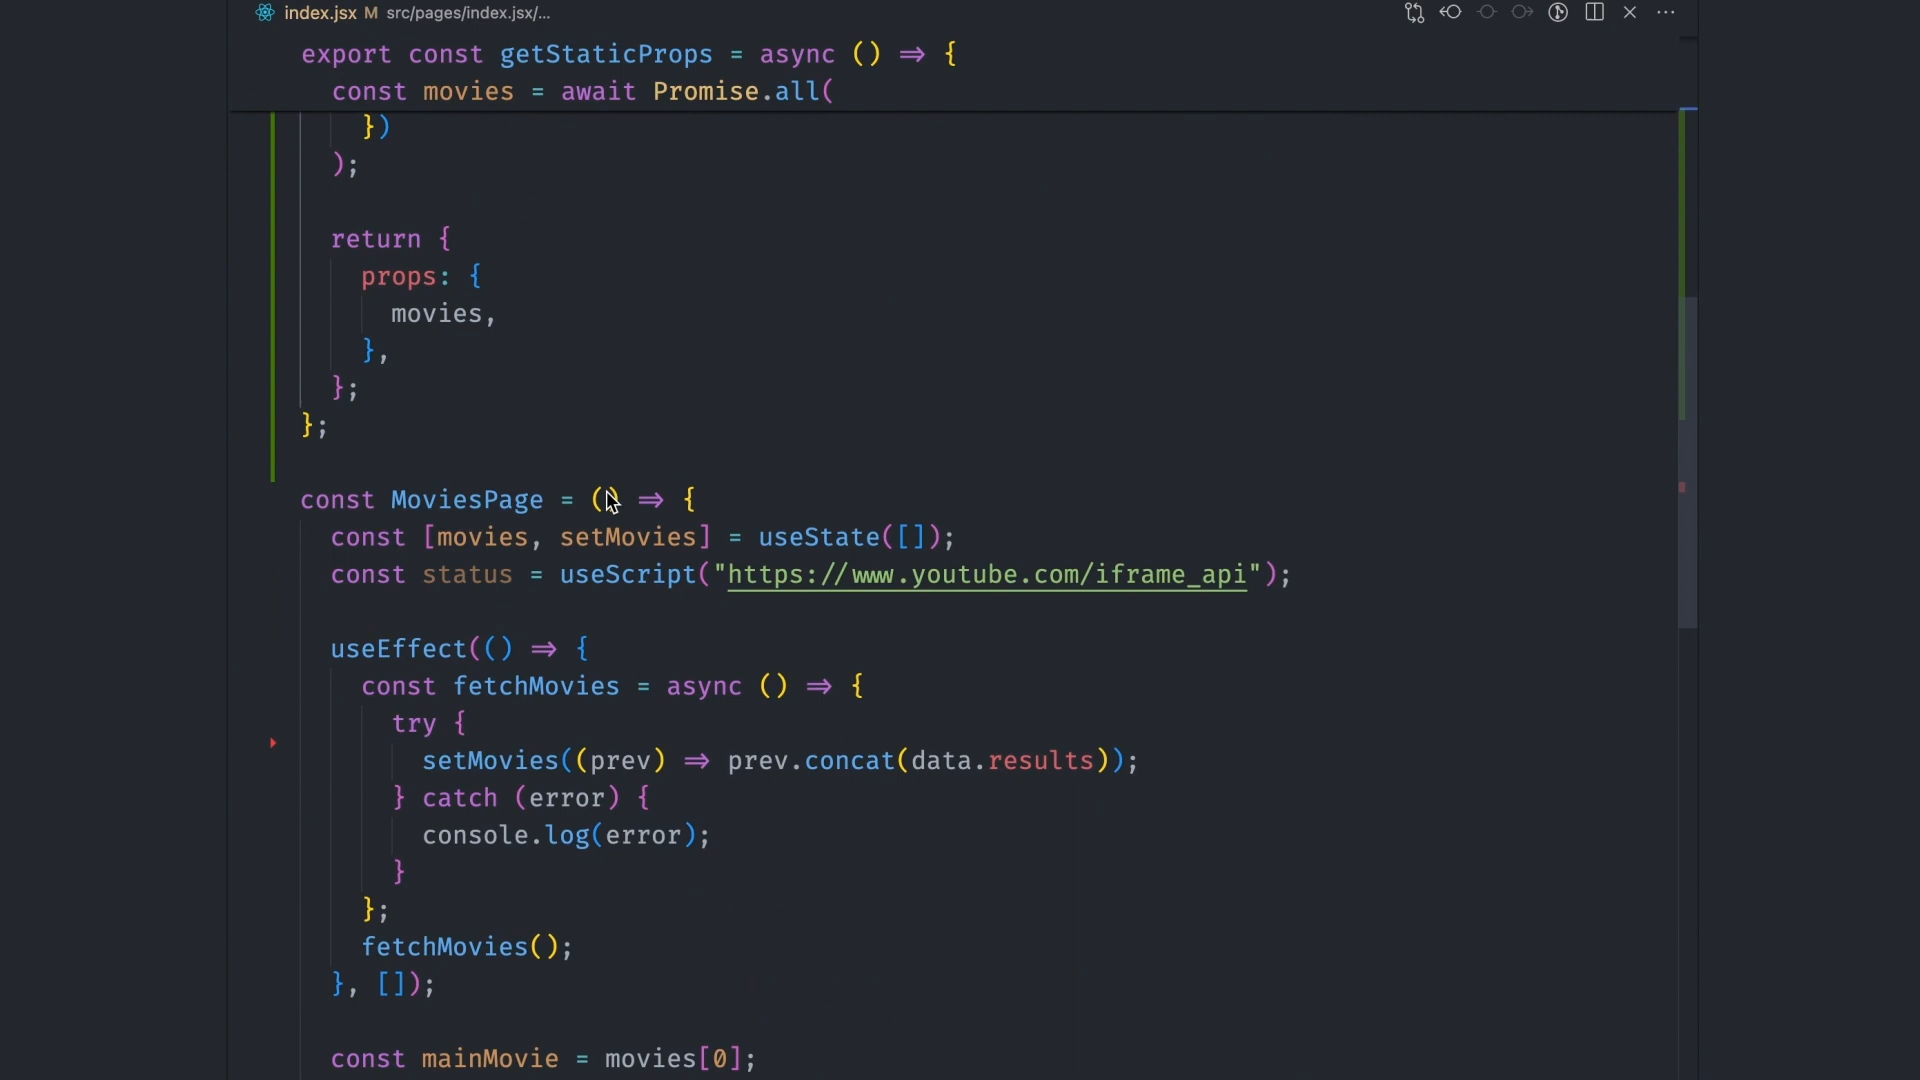 index.jsx M src/pages/index.jsx/...
export const getStaticProps = async () => {
const movies = await Promise.all(
})
);
return {
props: {
movies,
},
};
};
const MoviesPage = () => {
const [movies, setMovies] = useState([]);
const status = useScript("https://www.youtube.com/iframe_api");
useEffect(() => {
const fetchMovies = async () => {
try {
setMovies((prev) => prev.concat(data.results));
} catch (error) {
console.log(error);
}
};
fetchMovies();
}, []);
const mainMovie = movies[0];